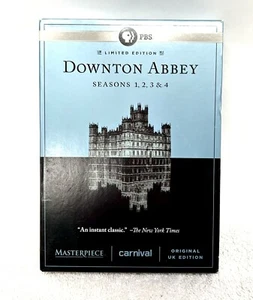 PBS
LIMITED EDITION
DOWNTON ABBEY
SEASONS 1, 2, 3 & 4
"An instant classic." –The New York Times
MASTERPIECE
carnival
ORIGINAL
UK EDITION